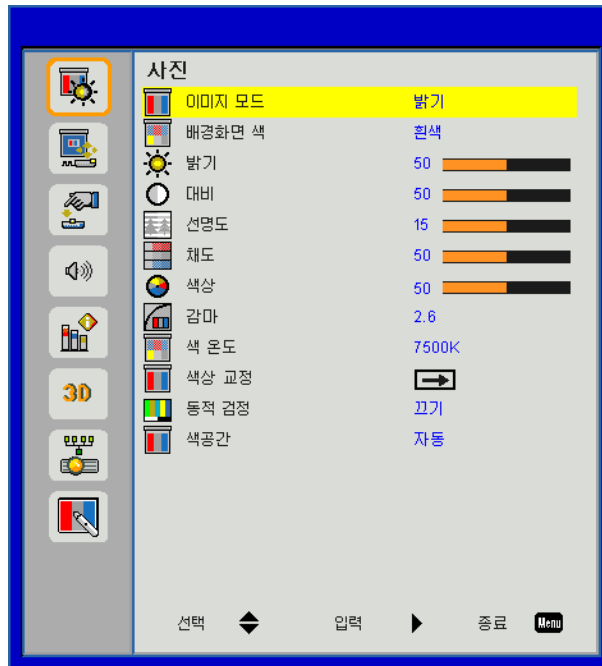 사진
이미지 모드 밝기
배경화면 색 흰색
밝기 50
대비 50
선명도 15
채도 50
색상 50
감마 2.6
색 온도 7500K
색상 교정
동적 검정 끄기
색공간 자동
3D
선택 입력 종료 Menu